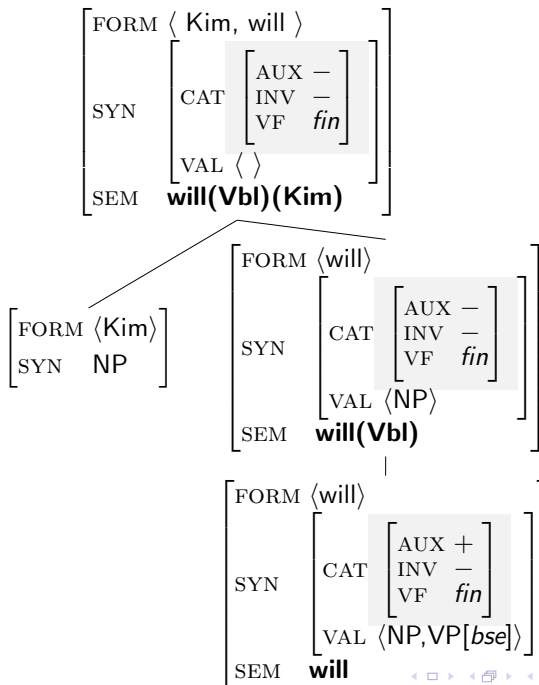 FORM ⟨ Kim, will ⟩
AUX −
SYN CAT INV −
VF fin
VAL ⟨ ⟩
SEM will(Vbl)(Kim)
FORM ⟨Kim⟩
SYN NP
FORM ⟨will⟩
AUX −
SYN CAT INV −
VF fin
VAL ⟨NP⟩
SEM will(Vbl)
FORM ⟨will⟩
AUX +
SYN CAT INV −
VF fin
VAL ⟨NP,VP[bse]⟩
SEM will